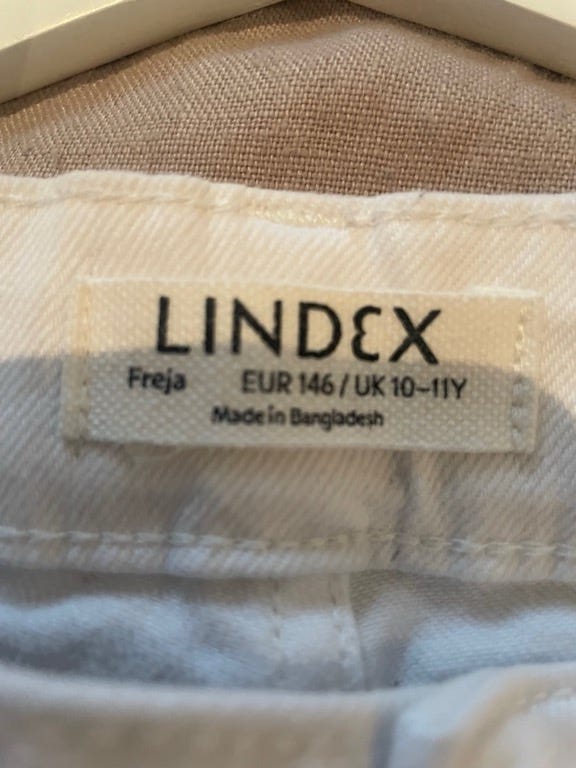 LINDEX
Freja EUR 146 / UK 10–11Y
Made in Bangladesh